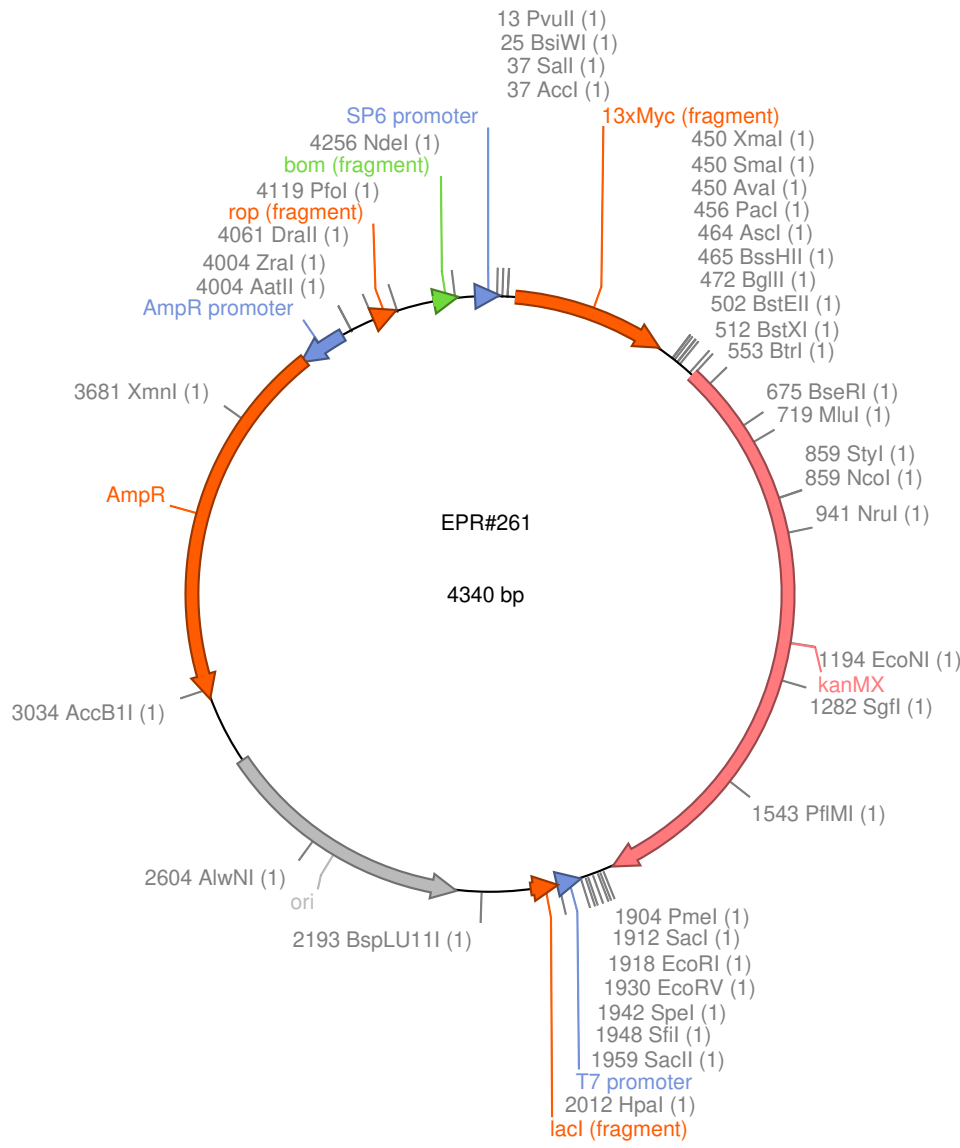 13 PvuII (1)
25 BsiWI (1)
37 SalI (1)
37 AccI (1)
SP6 promoter
13xMyc (fragment)
4256 NdeI (1)
bom (fragment)
4119 PfoI (1)
rop (fragment)
4061 DraII (1)
4004 ZraI (1)
4004 AatII (1)
AmpR promoter
450 XmaI (1)
450 SmaI (1)
450 AvaI (1)
456 PacI (1)
464 AscI (1)
465 BssHII (1)
472 BglII (1)
502 BstEII (1)
512 BstXI (1)
553 BtrI (1)
3681 XmnI (1)
675 BseRI (1)
719 MluI (1)
859 StyI (1)
859 NcoI (1)
AmpR
941 NruI (1)
EPR#261
4340 bp
1194 EcoNI (1)
kanMX
1282 SgfI (1)
3034 AccB1I (1)
1543 PflMI (1)
2604 AlwNI (1)
ori
2193 BspLU11I (1)
1904 PmeI (1)
1912 SacI (1)
1918 EcoRI (1)
1930 EcoRV (1)
1942 SpeI (1)
1948 SfiI (1)
1959 SacII (1)
T7 promoter
2012 HpaI (1)
lacI (fragment)